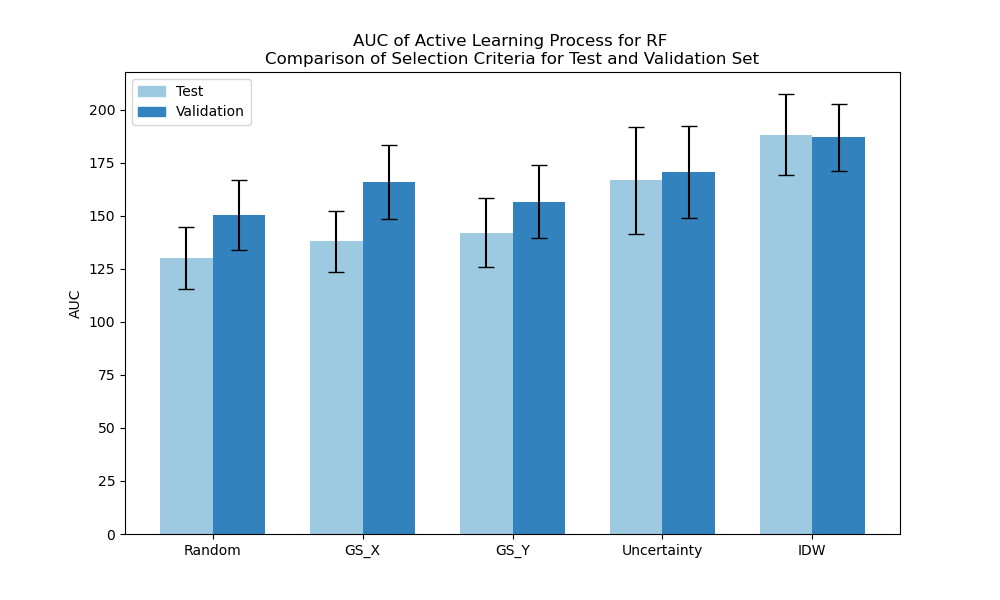 AUC of Active Learning Process for RF
Comparison of Selection Criteria for Test and Validation Set
Test
Validation
AUC
200
175
150
125
100
75
50
25
0
Random
GS_X
GS_Y
Uncertainty
IDW